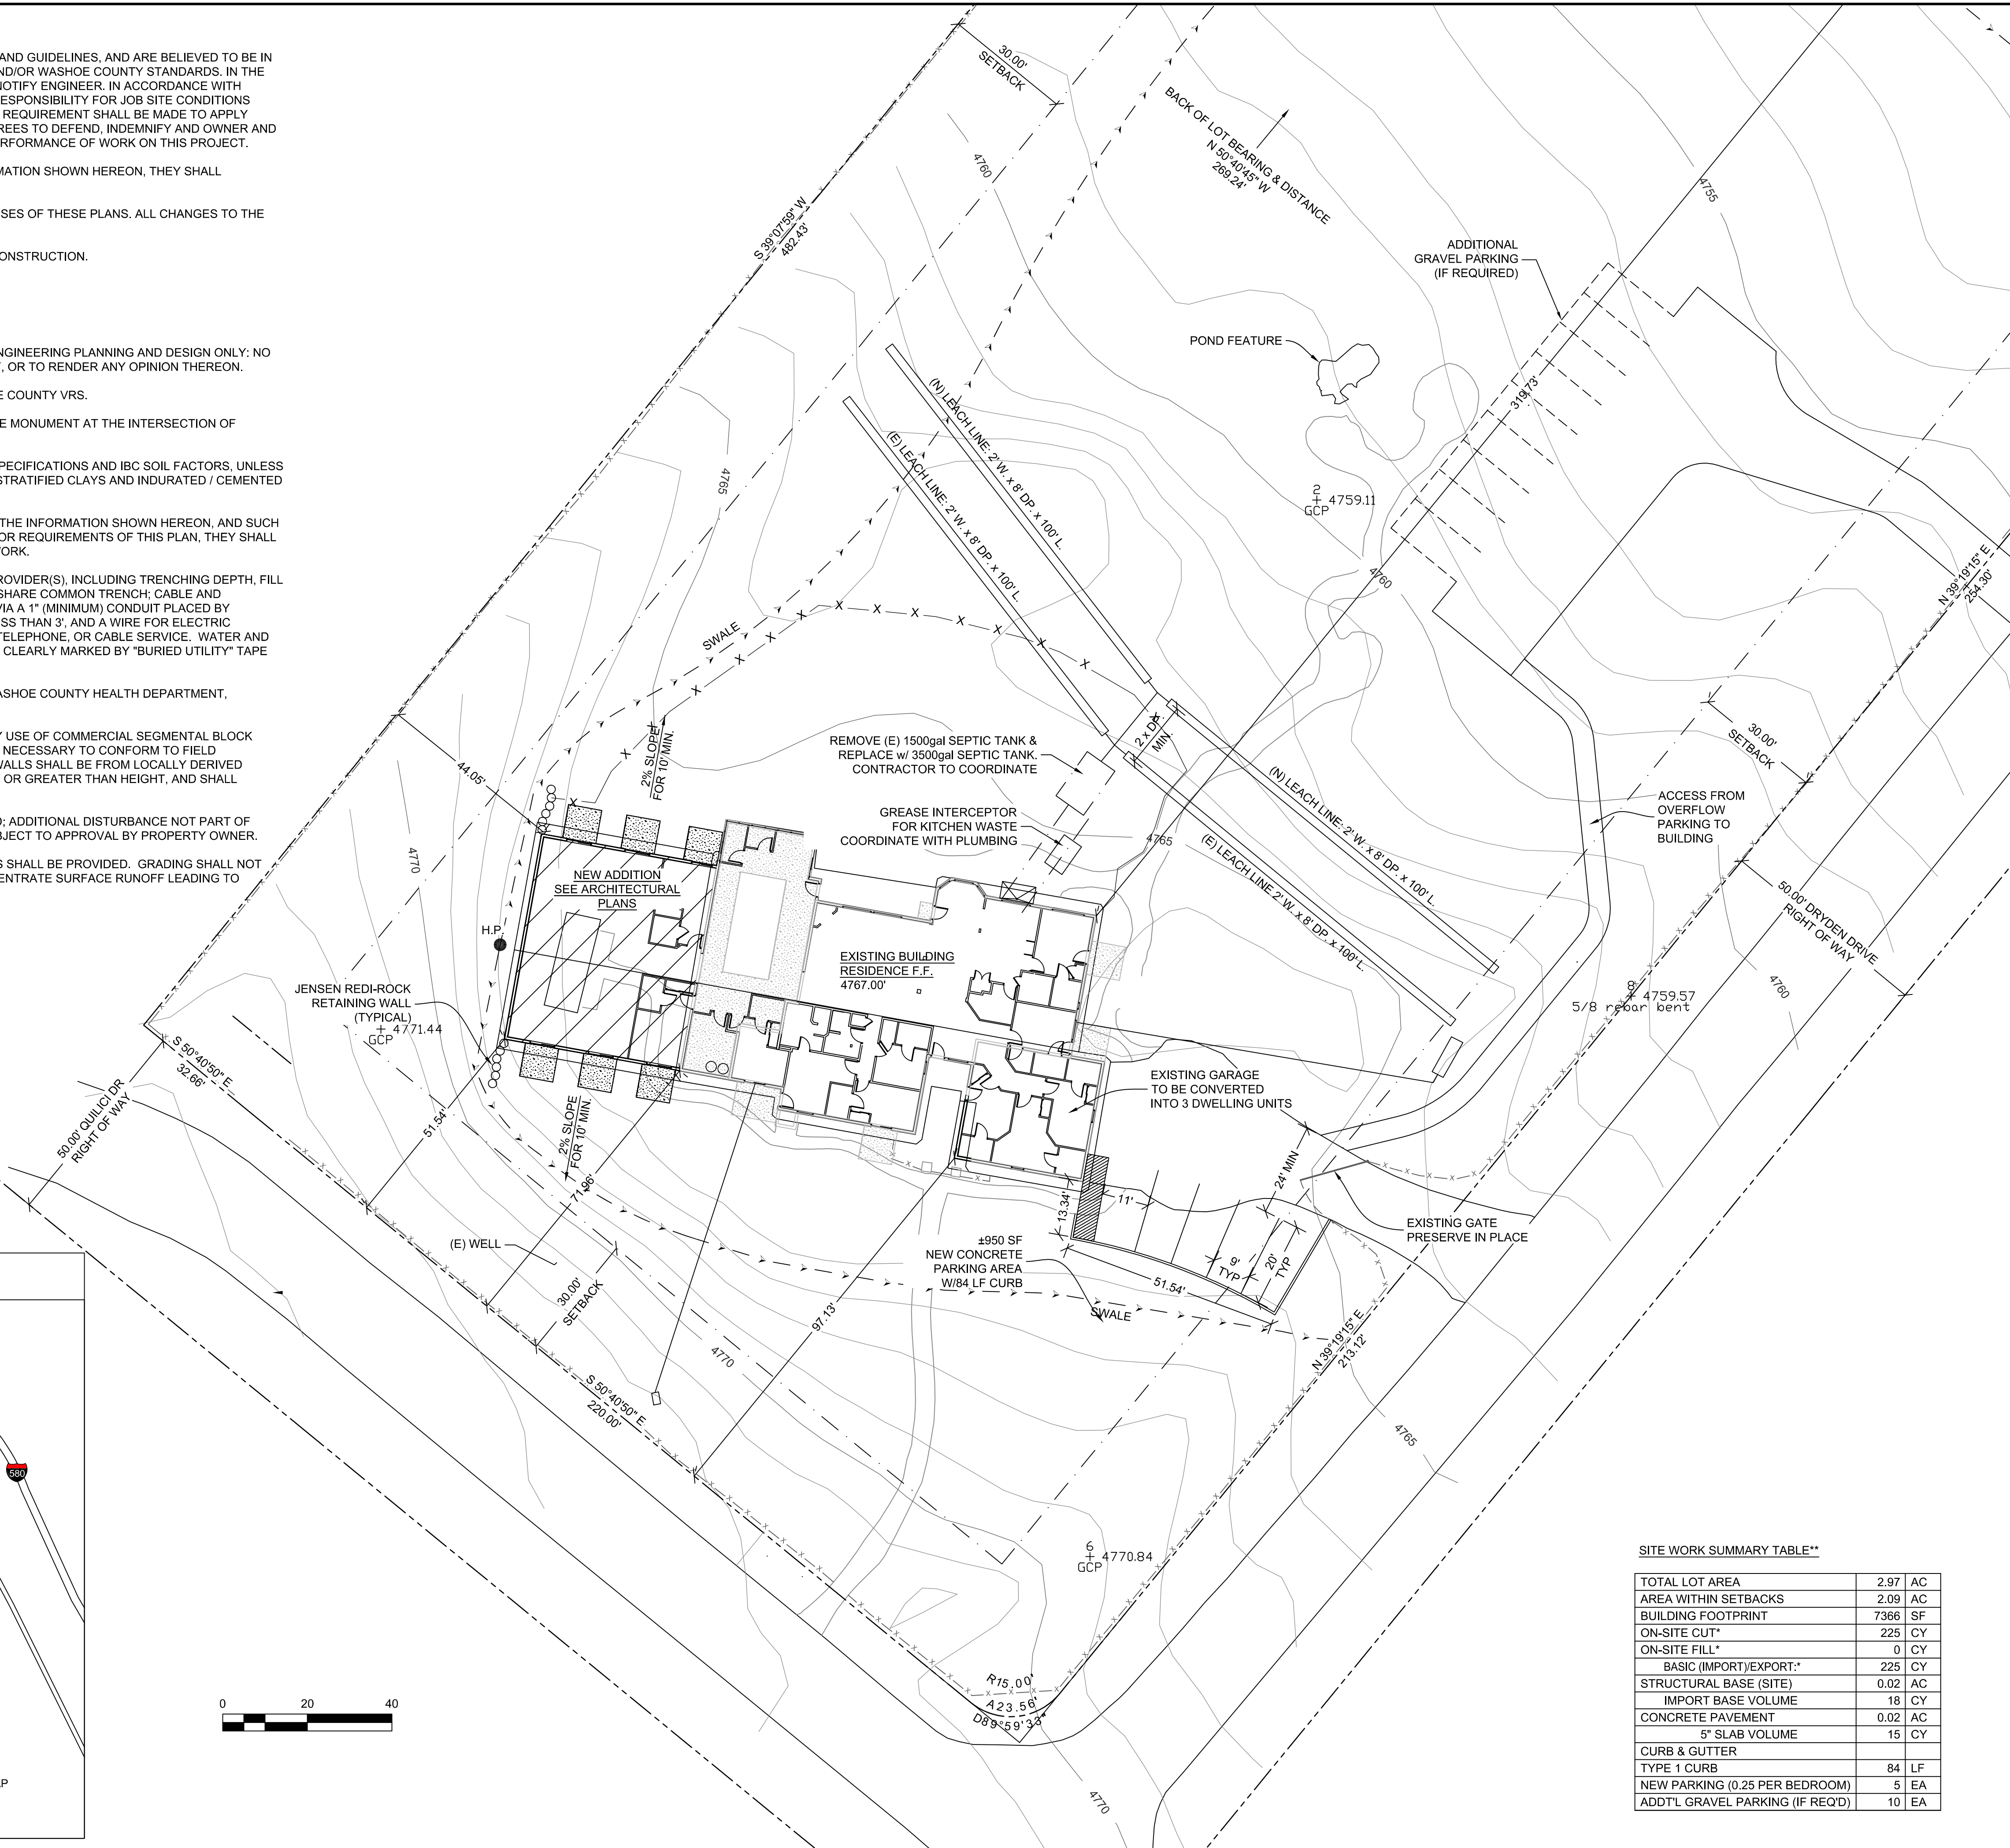 AND GUIDELINES, AND ARE BELIEVED TO BE IN
ND/OR WASHOE COUNTY STANDARDS. IN THE
NOTIFY ENGINEER. IN ACCORDANCE WITH
ESPONSIBILITY FOR JOB SITE CONDITIONS
REQUIREMENT SHALL BE MADE TO APPLY
REES TO DEFEND, INDEMNIFY AND OWNER AND
RFORMANCE OF WORK ON THIS PROJECT.
MATION SHOWN HEREON, THEY SHALL
SES OF THESE PLANS. ALL CHANGES TO THE
ONSTRUCTION.
NGINEERING PLANNING AND DESIGN ONLY; NO
, OR TO RENDER ANY OPINION THEREON.
E COUNTY VRS.
E MONUMENT AT THE INTERSECTION OF
PECIFICATIONS AND IBC SOIL FACTORS, UNLESS
STRATIFIED CLAYS AND INDURATED / CEMENTED
THE INFORMATION SHOWN HEREON, AND SUCH
OR REQUIREMENTS OF THIS PLAN, THEY SHALL
ORK.
ROVIDER(S), INCLUDING TRENCHING DEPTH, FILL
SHARE COMMON TRENCH; CABLE AND
VIA A 1" (MINIMUM) CONDUIT PLACED BY
SS THAN 3', AND A WIRE FOR ELECTRIC
TELEPHONE, OR CABLE SERVICE. WATER AND
CLEARLY MARKED BY "BURIED UTILITY" TAPE
ASHOE COUNTY HEALTH DEPARTMENT,
Y USE OF COMMERCIAL SEGMENTAL BLOCK
NECESSARY TO CONFORM TO FIELD
WALLS SHALL BE FROM LOCALLY DERIVED
OR GREATER THAN HEIGHT, AND SHALL
D; ADDITIONAL DISTURBANCE NOT PART OF
BJECT TO APPROVAL BY PROPERTY OWNER.
S SHALL BE PROVIDED. GRADING SHALL NOT
ENTRATE SURFACE RUNOFF LEADING TO
30.00'
SETBACK
BACK OF LOT BEARING & DISTANCE
N 50°40'45" W
269.24'
4760
4755
S 39°07'59" W
482.43'
ADDITIONAL
GRAVEL PARKING
(IF REQUIRED)
POND FEATURE
319.73'
(N) LEACH LINE: 2' W. x 8' DP. x 100' L.
(E) LEACH LINE: 2' W. x 8' DP. x 100' L.
4765
2
4759.11
GCP
4760
N 39°19'15" E
254.30'
SWALE
2% SLOPE
FOR 10' MIN.
2 x DP.
MIN.
REMOVE (E) 1500gal SEPTIC TANK &
REPLACE w/ 3500gal SEPTIC TANK.
CONTRACTOR TO COORDINATE
30.00'
SETBACK
44.05'
(N) LEACH LINE: 2' W. x 8' DP. x 100' L.
GREASE INTERCEPTOR
FOR KITCHEN WASTE
COORDINATE WITH PLUMBING
ACCESS FROM
OVERFLOW
PARKING TO
BUILDING
4765
(E) LEACH LINE 2' W. x 8' DP. x 100' L.
4770
NEW ADDITION
SEE ARCHITECTURAL
PLANS
50.00' DRYDEN DRIVE
RIGHT OF WAY
H.P.
EXISTING BUILDING
RESIDENCE F.F.
4767.00'
JENSEN REDI-ROCK
RETAINING WALL
(TYPICAL)
4771.44
GCP
8
4759.57
5/8 rebar bent
4760
S 50°40'50" E
32.66'
50.00' QUILICI DR
RIGHT OF WAY
EXISTING GARAGE
TO BE CONVERTED
INTO 3 DWELLING UNITS
51.54'
2% SLOPE
FOR 10' MIN.
71.96'
24' MIN
11'
13.34'
EXISTING GATE
PRESERVE IN PLACE
(E) WELL
±950 SF
NEW CONCRETE
PARKING AREA
W/84 LF CURB
9'
TYP
20'
TYP
51.54'
30.00'
SETBACK
SWALE
97.13'
N 39°19'15" E
213.12'
4770
S 50°40'50" E
220.00'
4765
580
6
4770.84
GCP
R15.00'
A23.56'
D89°59'33"
4770
0 20 40
P
SITE WORK SUMMARY TABLE**
TOTAL LOT AREA 2.97 AC
AREA WITHIN SETBACKS 2.09 AC
BUILDING FOOTPRINT 7366 SF
ON-SITE CUT* 225 CY
ON-SITE FILL* 0 CY
BASIC (IMPORT)/EXPORT:* 225 CY
STRUCTURAL BASE (SITE) 0.02 AC
IMPORT BASE VOLUME 18 CY
CONCRETE PAVEMENT 0.02 AC
5" SLAB VOLUME 15 CY
CURB & GUTTER
TYPE 1 CURB 84 LF
NEW PARKING (0.25 PER BEDROOM) 5 EA
ADDT'L GRAVEL PARKING (IF REQ'D) 10 EA